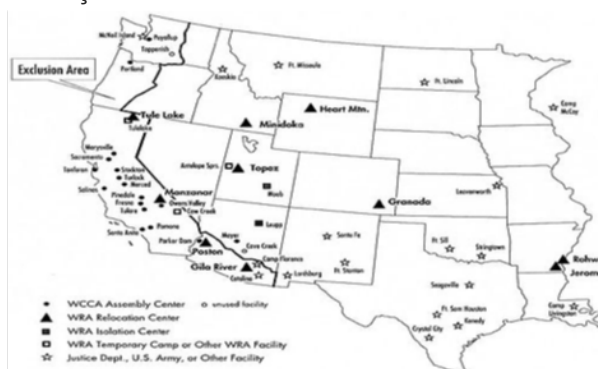 McNeil Island
Puyallup
Toppenish
Portland
Exclusion Area
Kooskia
Ft. Missoula
Ft. Lincoln
Camp
McCoy
Tule Lake
Tulelake
Minidoka
Heart Mtn.
Marysville
Sacramento
Tanforan
Stockton
Turlock
Merced
Salinas
Pinedale
Fresno
Tulare
Manzanar
Owens Valley
Cow Creek
Antelope Sprs.
Topaz
Moab
Granada
Leavenworth
Santa Anita
Pomona
Parker Dam
Poston
Mayer
Cave Creek
Leupp
Gila River
Camp Florence
Catalina
Lordsburg
Santa Fe
Ft. Stanton
Ft. Sill
Stringtown
Rohw
Jerom
Seagoville
Ft. Sam Houston
Kenedy
Crystal City
Camp
Livingston
WCCA Assembly Center
unused facility
WRA Relocation Center
WRA Isolation Center
WRA Temporary Camp or Other WRA Facility
Justice Dept., U.S. Army, or Other Facility